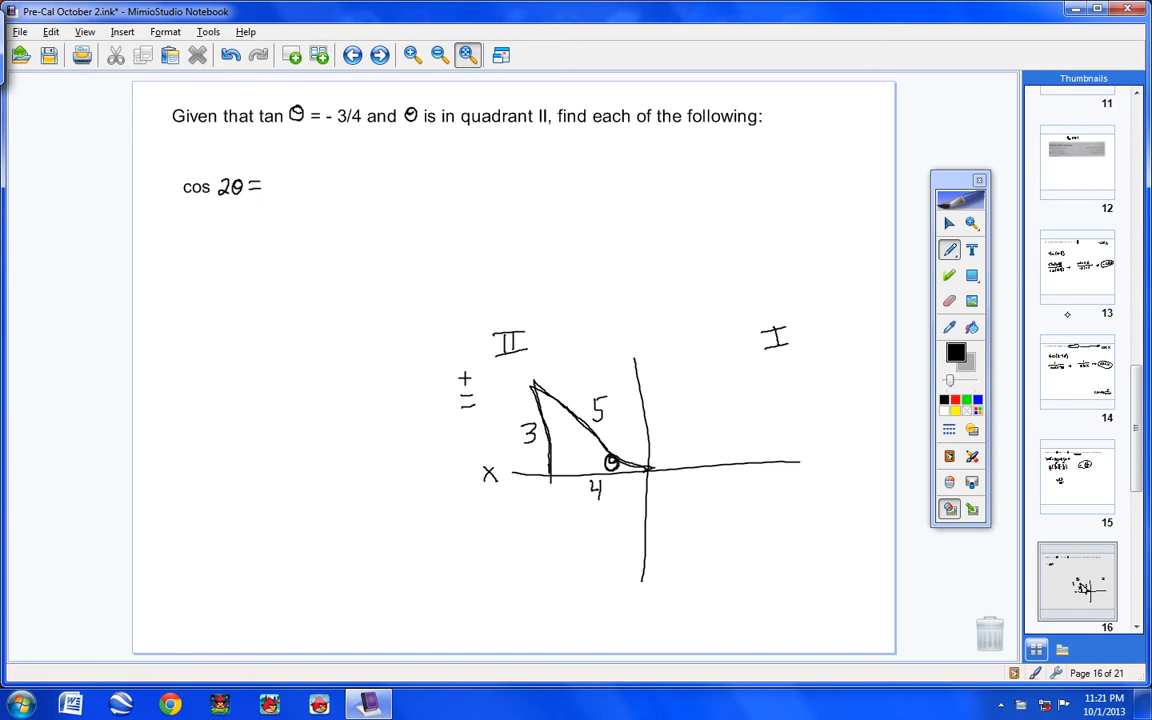 Pre-Cal October 2.ink* - MimioStudio Notebook
File Edit View Insert Format Tools Help
Thumbnails
Given that tan Θ = - 3/4 and Θ is in quadrant II, find each of the following:
cos 2θ =
II
I
+
=
5
3
Θ
X
4
11
12
13
14
15
16
Page 16 of 21
11:21 PM
10/1/2013